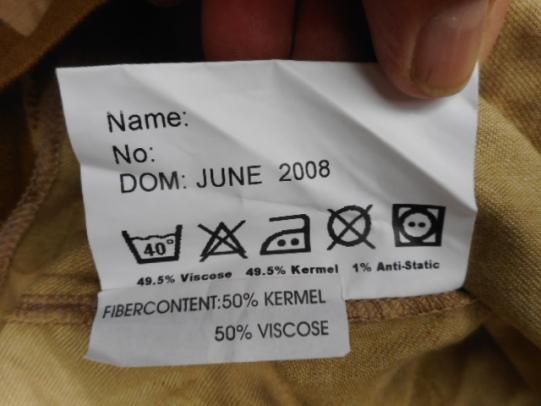 Name:
No:
DOM: JUNE 2008
40°
49.5% Viscose 49.5% Kermel 1% Anti-Static
FIBERCONTENT:50% KERMEL
50% VISCOSE